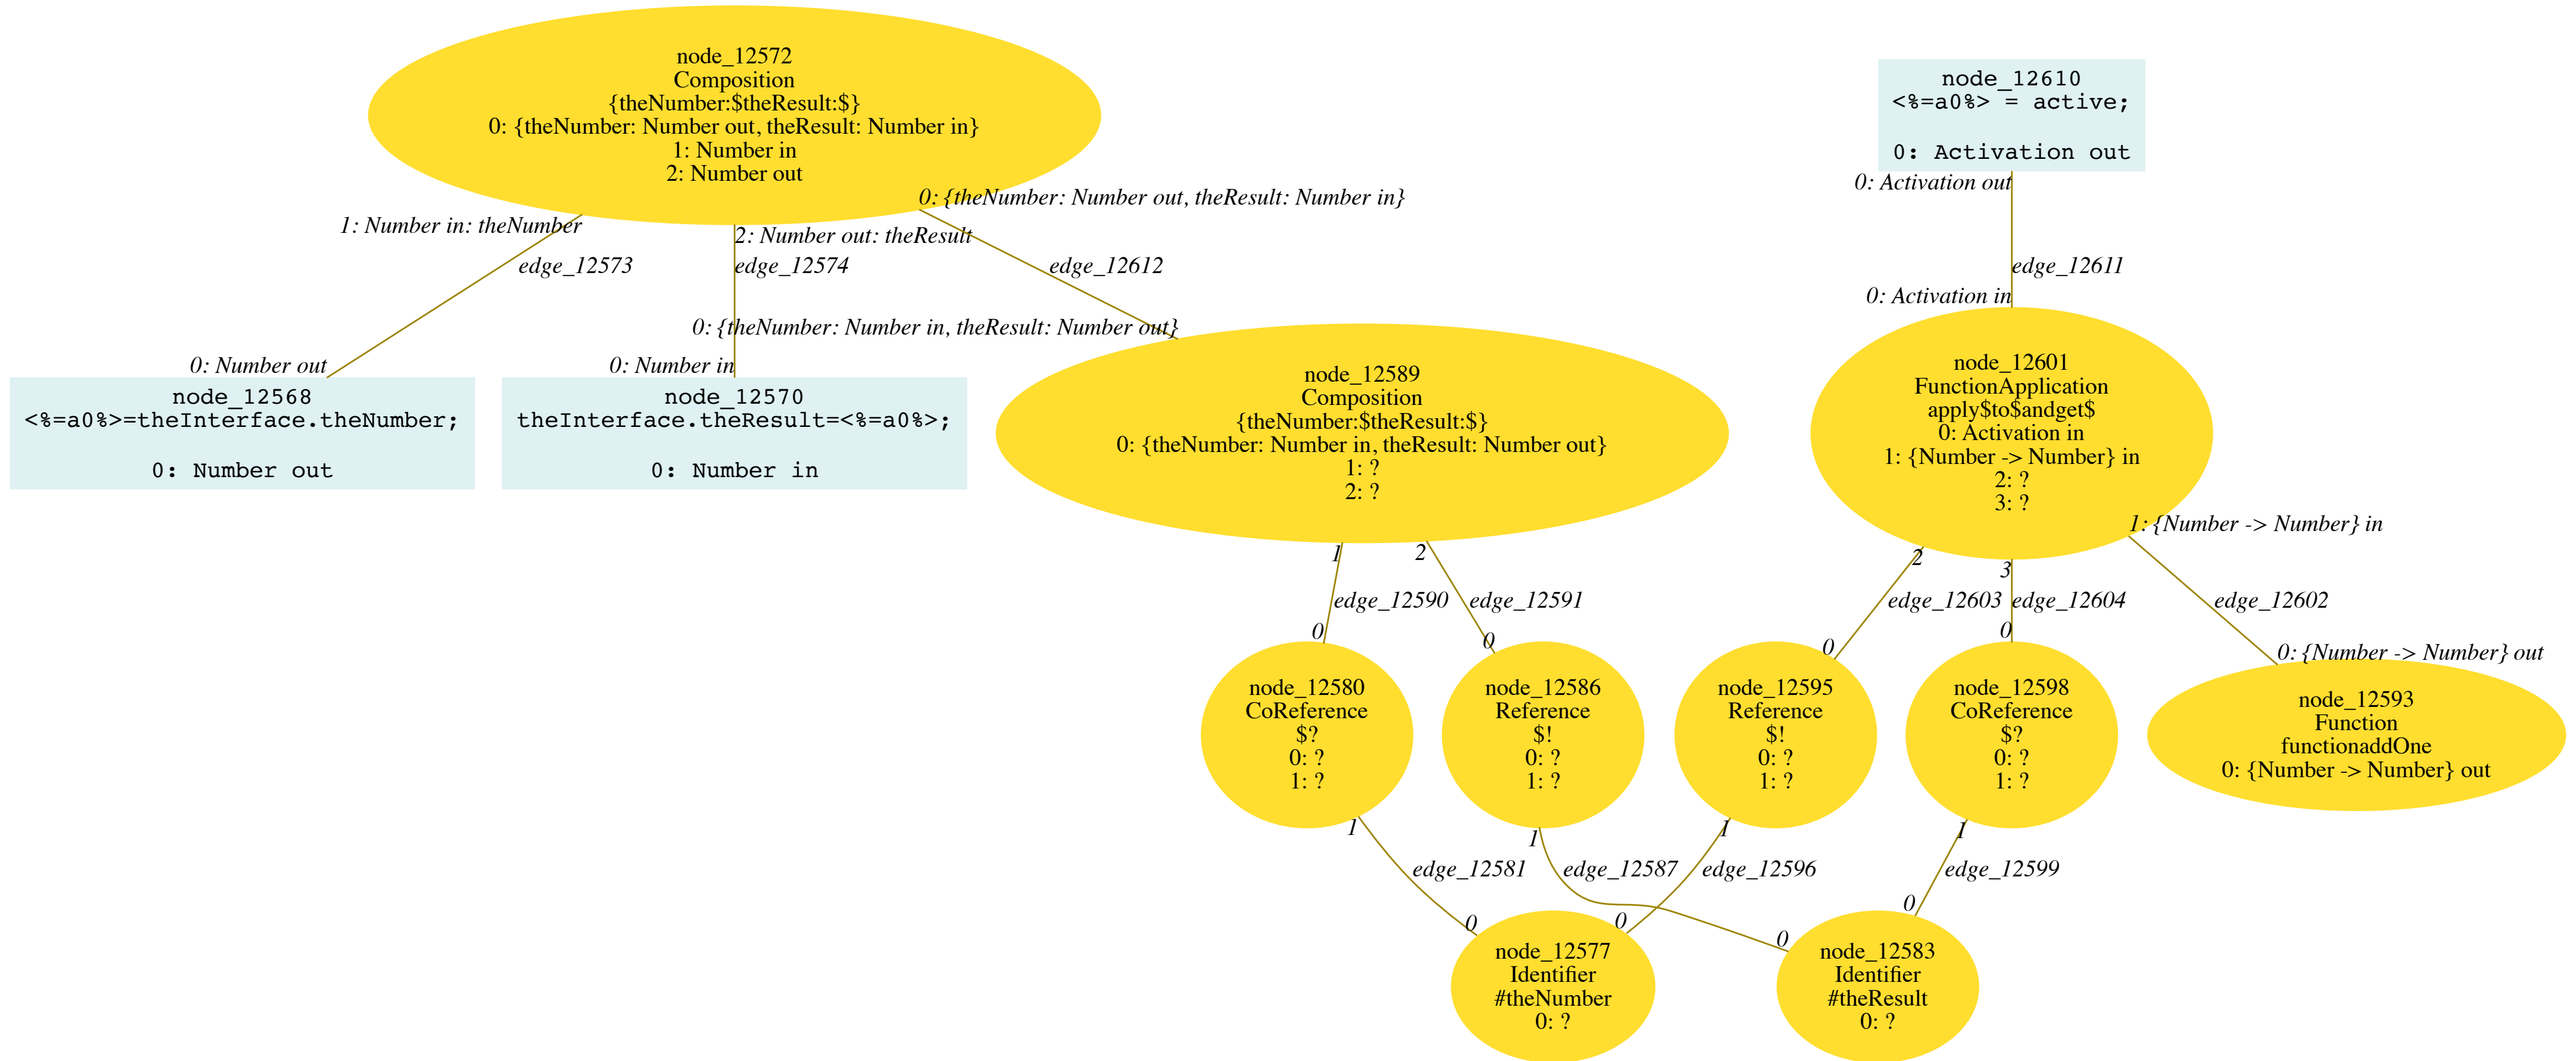 node_12572
Composition
{theNumber:$theResult:$}
0: {theNumber: Number out, theResult: Number in}
1: Number in
2: Number out
node_12610
<%=a0%> = active;
0: Activation out
0: {theNumber: Number out, theResult: Number in}
1: Number in: theNumber
2: Number out: theResult
0: Activation out
edge_12573
edge_12574
edge_12612
edge_12611
0: Activation in
0: {theNumber: Number in, theResult: Number out}
0: Number out
0: Number in
node_12568
<%=a0%>=theInterface.theNumber;
0: Number out
node_12570
theInterface.theResult=<%=a0%>;
0: Number in
node_12589
Composition
{theNumber:$theResult:$}
0: {theNumber: Number in, theResult: Number out}
1: ?
2: ?
node_12601
FunctionApplication
apply$to$andget$
0: Activation in
1: {Number -> Number} in
2: ?
3: ?
1: {Number -> Number} in
1
2
2
3
edge_12590
edge_12591
edge_12603
edge_12604
edge_12602
0
0
0
0
0: {Number -> Number} out
node_12580
CoReference
$?
0: ?
1: ?
node_12586
Reference
$!
0: ?
1: ?
node_12595
Reference
$!
0: ?
1: ?
node_12598
CoReference
$?
0: ?
1: ?
node_12593
Function
functionaddOne
0: {Number -> Number} out
1
1
1
1
edge_12581
edge_12587
edge_12596
edge_12599
0
0
0
0
node_12577
Identifier
#theNumber
0: ?
node_12583
Identifier
#theResult
0: ?